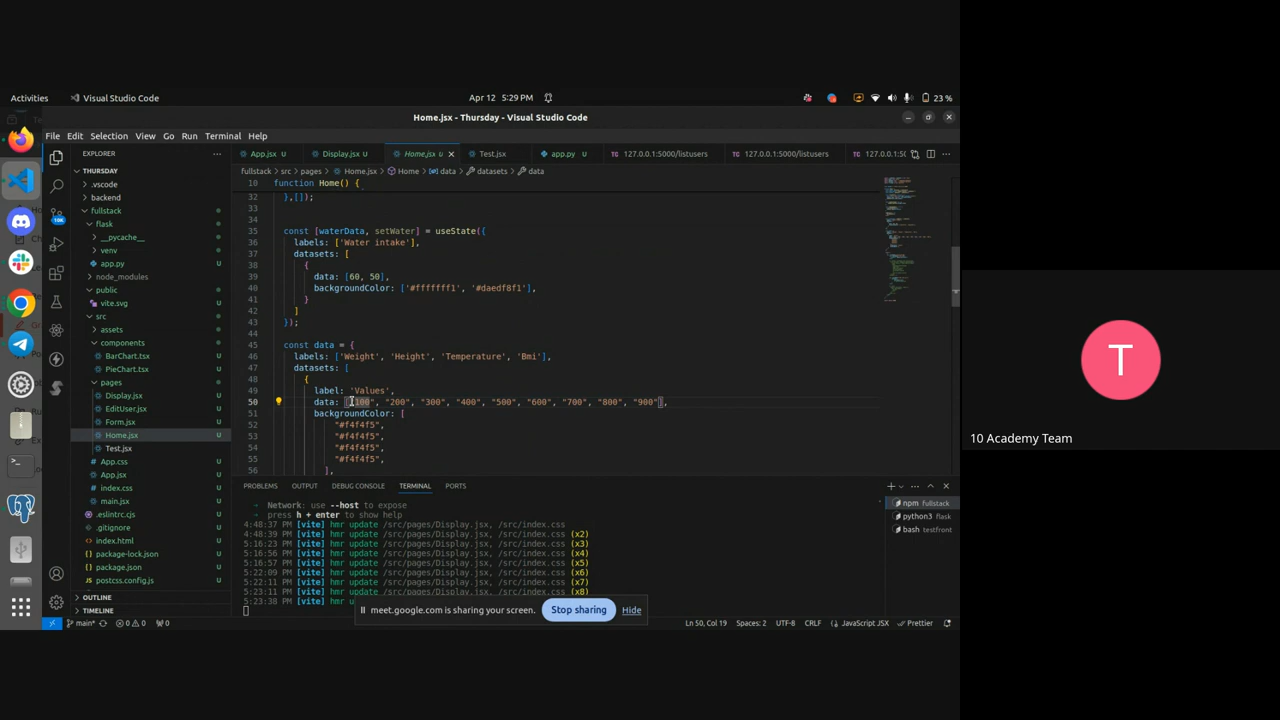 Activities
Visual Studio Code
Apr 12 5:29 PM
23 %
Home.jsx - Thursday - Visual Studio Code
File Edit Selection View Go Run Terminal Help
EXPLORER
THURSDAY
.vscode
backend
fullstack
flask
__pycache__
venv
app.py U
node_modules
public
vite.svg U
src
assets
components
BarChart.tsx U
PieChart.tsx U
pages
Display.jsx U
EditUser.jsx U
Form.jsx U
Home.jsx U
Test.jsx U
App.css U
App.jsx U
index.css U
main.jsx U
.eslintrc.cjs U
.gitignore U
index.html U
package-lock.json U
package.json U
postcss.config.js U
OUTLINE
TIMELINE
10K
App.jsx U
Display.jsx U
Home.jsx U
Test.jsx U
app.py U
127.0.0.1:5000/listusers
127.0.0.1:5000/listusers
fullstack > src > pages > Home.jsx > Home > data > datasets > data
10 function Home() {
32 },[]);
33
34
35 const [waterData, setWater] = useState({
36 labels: ['Water intake'],
37 datasets: [
38 {
39 data: [60, 50],
40 backgroundColor: ['#fffffff1', '#daedf8f1'],
41 }
42 ]
43 });
44
45 const data = {
46 labels: ['Weight', 'Height', 'Temperature', 'Bmi'],
47 datasets: [
48 {
49 label: 'Values',
50 data: ["100", "200", "300", "400", "500", "600", "700", "800", "900"],
51 backgroundColor: [
52 "#f4f4f5",
53 "#f4f4f5",
54 "#f4f4f5",
55 "#f4f4f5",
56 ],
PROBLEMS OUTPUT DEBUG CONSOLE TERMINAL PORTS
➜ Network: use --host to expose
➜ press h + enter to show help
4:48:37 PM [vite] hmr update /src/pages/Display.jsx, /src/index.css
4:48:39 PM [vite] hmr update /src/pages/Display.jsx, /src/index.css (x2)
5:16:23 PM [vite] hmr update /src/pages/Display.jsx, /src/index.css (x3)
5:16:56 PM [vite] hmr update /src/pages/Display.jsx, /src/index.css (x4)
5:16:57 PM [vite] hmr update /src/pages/Display.jsx, /src/index.css (x5)
5:22:09 PM [vite] hmr update /src/pages/Display.jsx, /src/index.css (x6)
5:22:11 PM [vite] hmr update /src/pages/Display.jsx, /src/index.css (x7)
5:23:11 PM [vite] hmr update /src/pages/Display.jsx, /src/index.css (x8)
5:23:38 PM [vite] hmr u
npm fullstack
python3 flask
bash testfront
meet.google.com is sharing your screen.
Stop sharing
Hide
main*
0 0
0
Ln 50, Col 19
Spaces: 2
UTF-8
CRLF
JavaScript JSX
Prettier
T
10 Academy Team